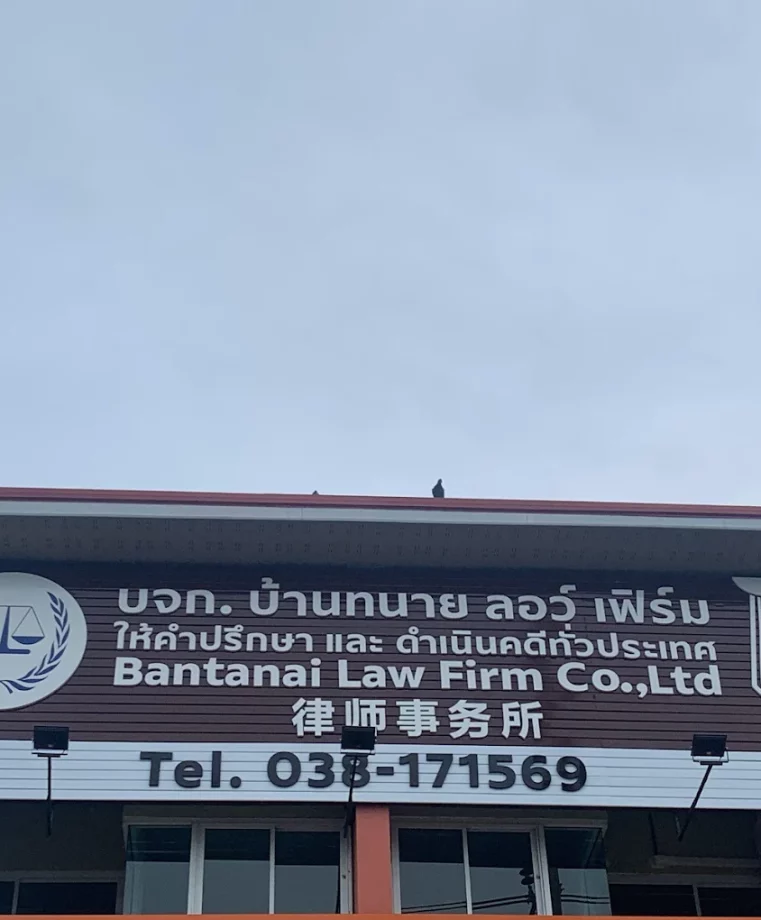 บจก. บ้านทนาย ลอว์ เฟิร์ม
ให้คำปรึกษา และ ดำเนินคดีทั่วประเทศ
Bantanai Law Firm Co.,Ltd
律师事务所
Tel. 038-171569